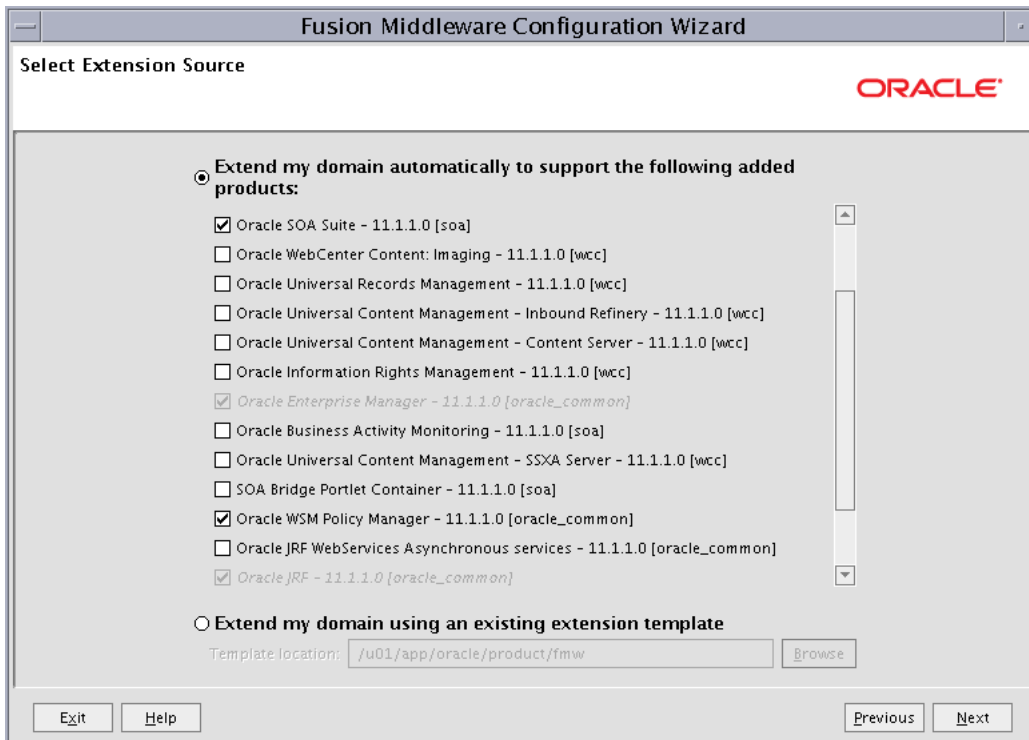 Fusion Middleware Configuration Wizard
Select Extension Source
ORACLE
Extend my domain automatically to support the following added
products:
Oracle SOA Suite - 11.1.1.0 [soa]
Oracle WebCenter Content: Imaging - 11.1.1.0 [wcc]
Oracle Universal Records Management - 11.1.1.0 [wcc]
Oracle Universal Content Management - Inbound Refinery - 11.1.1.0 [wcc]
Oracle Universal Content Management - Content Server - 11.1.1.0 [wcc]
Oracle Information Rights Management - 11.1.1.0 [wcc]
Oracle Enterprise Manager - 11.1.1.0 [oracle_common]
Oracle Business Activity Monitoring - 11.1.1.0 [soa]
Oracle Universal Content Management - SSXA Server - 11.1.1.0 [wcc]
SOA Bridge Portlet Container - 11.1.1.0 [soa]
Oracle WSM Policy Manager - 11.1.1.0 [oracle_common]
Oracle JRF WebServices Asynchronous services - 11.1.1.0 [oracle_common]
Oracle JRF - 11.1.1.0 [oracle_common]
Extend my domain using an existing extension template
Template location: /u01/app/oracle/product/fmw Browse
Exit Help Previous Next